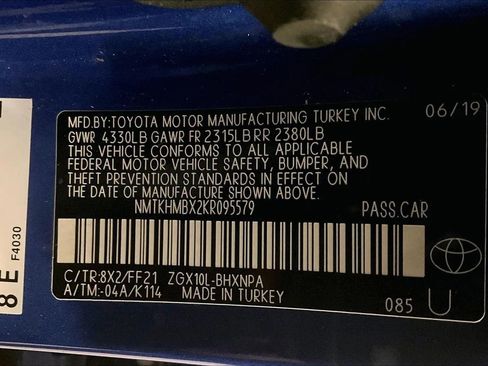 MFD.BY:TOYOTA MOTOR MANUFACTURING TURKEY INC. 06/19
GVWR 4330LB GAWR FR 2315LB RR 2380LB
THIS VEHICLE CONFORMS TO ALL APPLICABLE
FEDERAL MOTOR VEHICLE SAFETY, BUMPER, AND
THEFT PREVENTION STANDARDS IN EFFECT ON
THE DATE OF MANUFACTURE SHOWN ABOVE.
NMTKHMBX2KR095579 PASS.CAR
C/TR:8X2/FF21 ZGX10L-BHXNPA
A/TM:-04A/K114 MADE IN TURKEY 085 U
8 E F4030